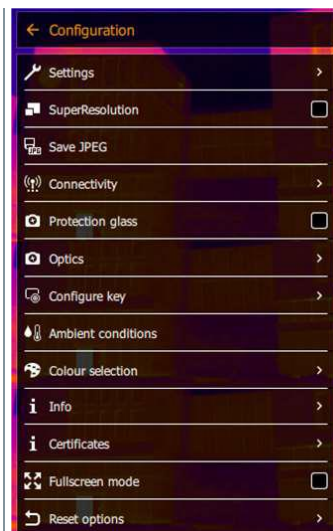 Configuration
Settings
SuperResolution
JPG
Save JPEG
Connectivity
Protection glass
Optics
Configure key
Ambient conditions
Colour selection
Info
Certificates
Fullscreen mode
Reset options